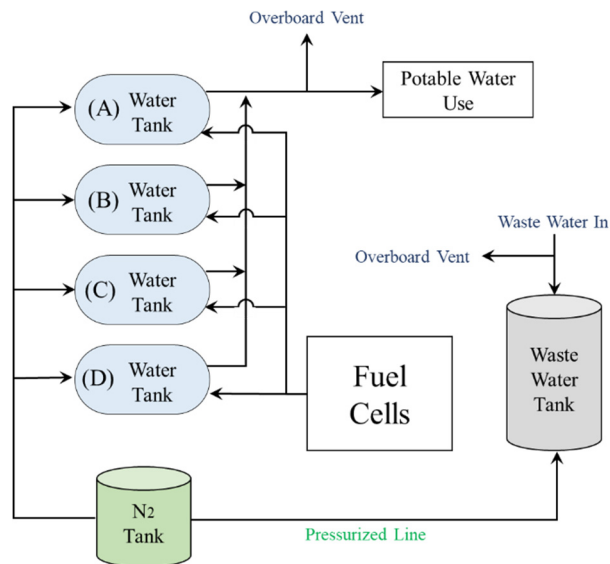 Overboard Vent
(A) Water
Tank
Potable Water
Use
(B) Water
Tank
Waste Water In
Overboard Vent
(C) Water
Tank
(D) Water
Tank
Fuel
Cells
Waste
Water
Tank
N2
Tank
Pressurized Line